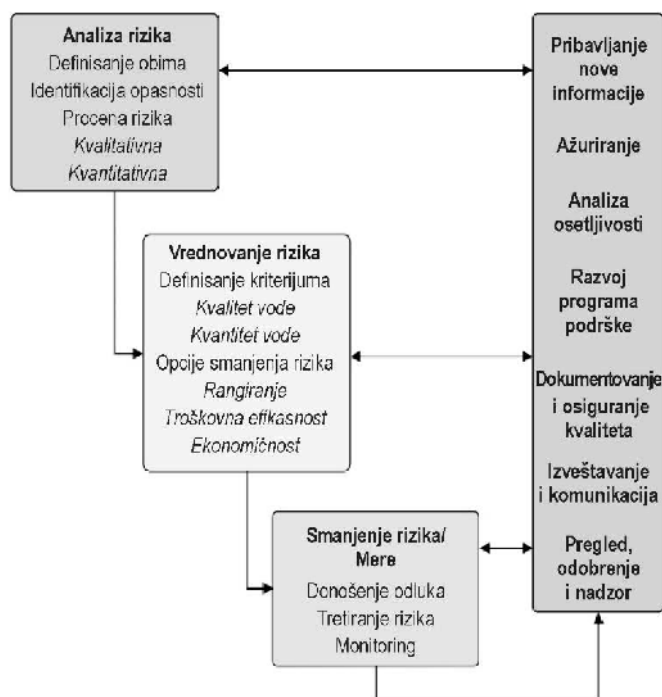 Analiza rizika
Definisanje obima
Identifikacija opasnosti
Procena rizika
Kvalitativna
Kvantitativna
Vrednovanje rizika
Definisanje kriterijuma
Kvalitet vode
Kvantitet vode
Opcije smanjenja rizika
Rangiranje
Troškovna efikasnost
Ekonomičnost
Smanjenje rizika/
Mere
Donošenje odluka
Tretiranje rizika
Monitoring
Pribavljanje
nove
informacije
Ažuriranje
Analiza
osetljivosti
Razvoj
programa
podrške
Dokumentovanje
i osiguranje
kvaliteta
Izveštavanje
i komunikacija
Pregled,
odobrenje
i nadzor